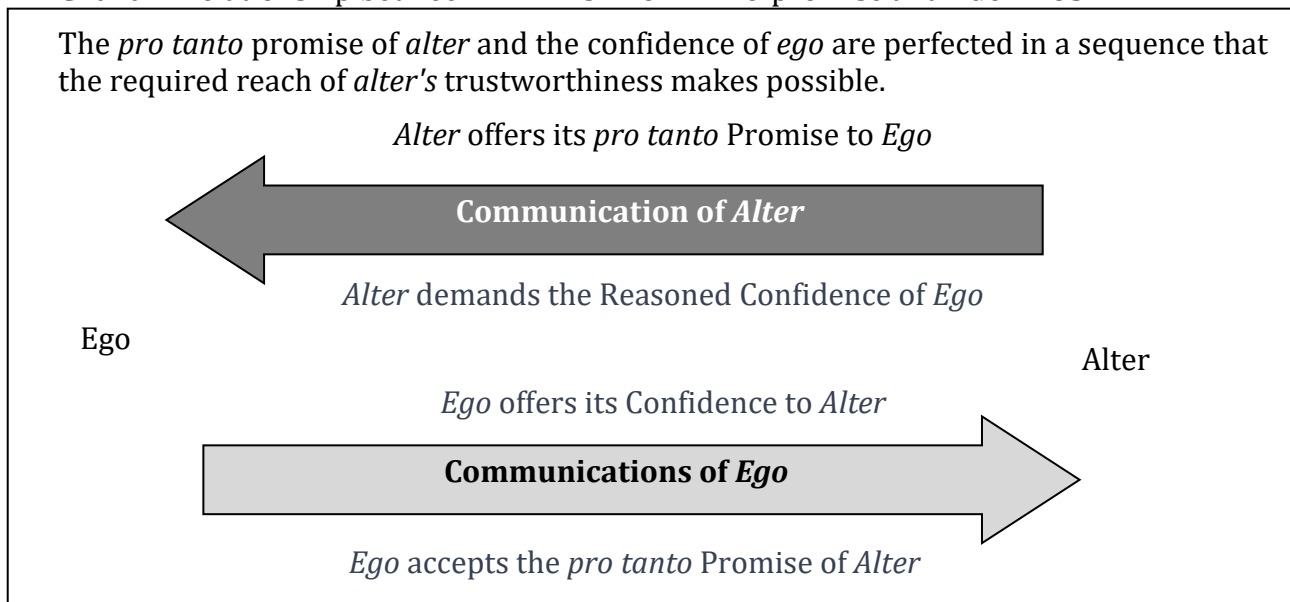 The pro tanto promise of alter and the confidence of ego are perfected in a sequence that
the required reach of alter's trustworthiness makes possible.
Alter offers its pro tanto Promise to Ego
Communication of Alter
Alter demands the Reasoned Confidence of Ego
Ego
Alter
Ego offers its Confidence to Alter
Communications of Ego
Ego accepts the pro tanto Promise of Alter